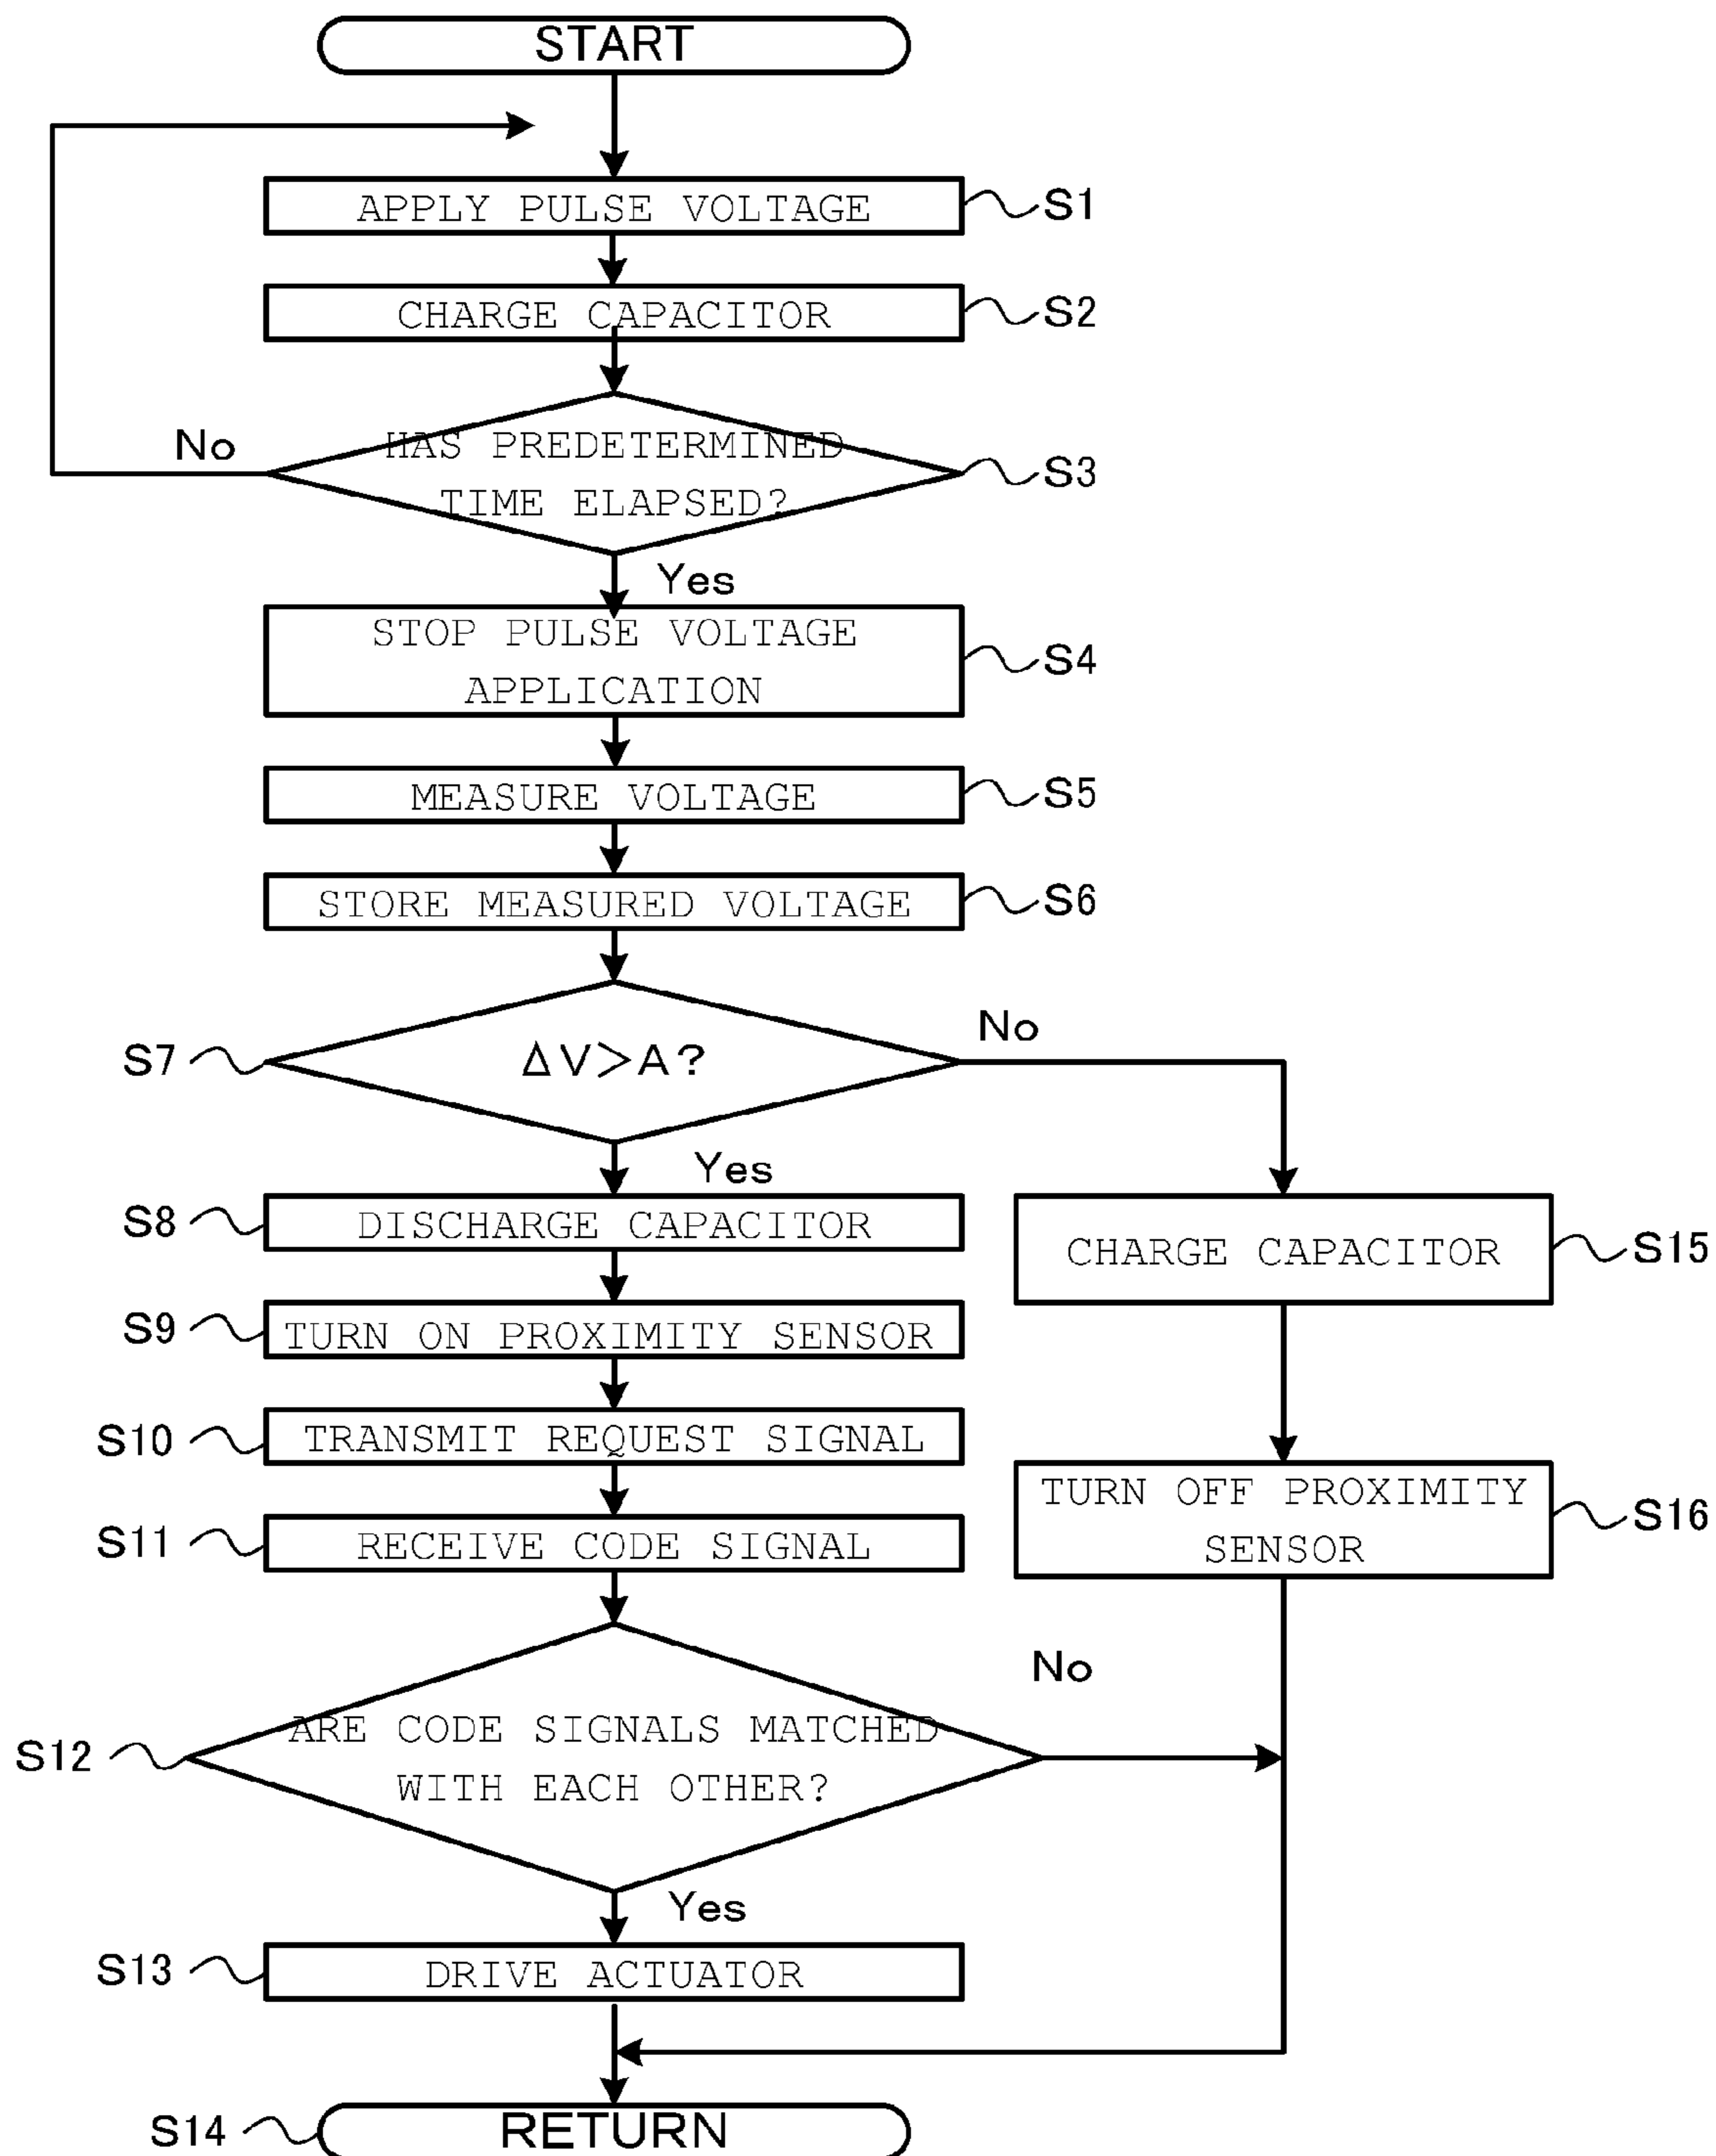 START
APPLY PULSE VOLTAGE
S1
CHARGE CAPACITOR
S2
No
HAS PREDETERMINED
TIME ELAPSED?
S3
Yes
STOP PULSE VOLTAGE
APPLICATION
S4
MEASURE VOLTAGE
S5
STORE MEASURED VOLTAGE
S6
S7
ΔV>A?
No
Yes
S8
DISCHARGE CAPACITOR
CHARGE CAPACITOR
S15
S9
TURN ON PROXIMITY SENSOR
S10
TRANSMIT REQUEST SIGNAL
TURN OFF PROXIMITY
SENSOR
S16
S11
RECEIVE CODE SIGNAL
No
S12
ARE CODE SIGNALS MATCHED
WITH EACH OTHER?
Yes
S13
DRIVE ACTUATOR
S14
RETURN